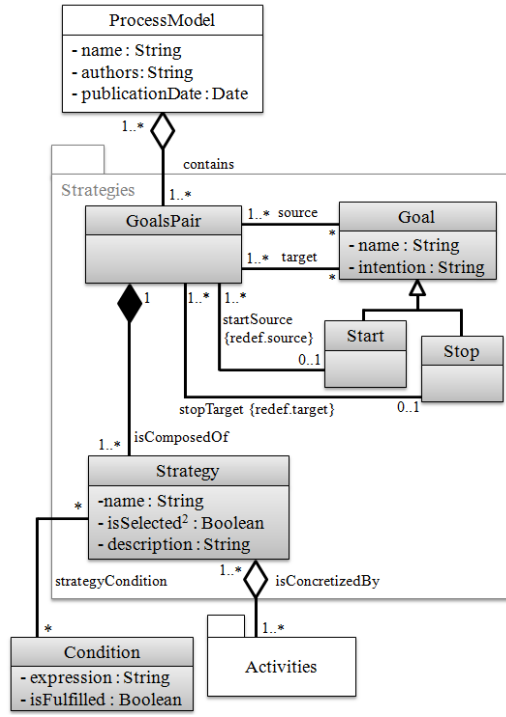 ProcessModel
- name : String
- authors: String
- publicationDate : Date
1..*
contains
1..*
Strategies
GoalsPair
1..* source
*
Goal
- name : String
- intention : String
1..* target
*
1
1..*
1..*
startSource
{redef.source}
0..1
Start
Stop
stopTarget {redef.target}
0..1
isComposedOf
1..*
Strategy
-name : String
- isSelected² : Boolean
- description : String
*
strategyCondition
1..*
isConcretizedBy
*
1..*
Condition
- expression : String
- isFulfilled : Boolean
Activities